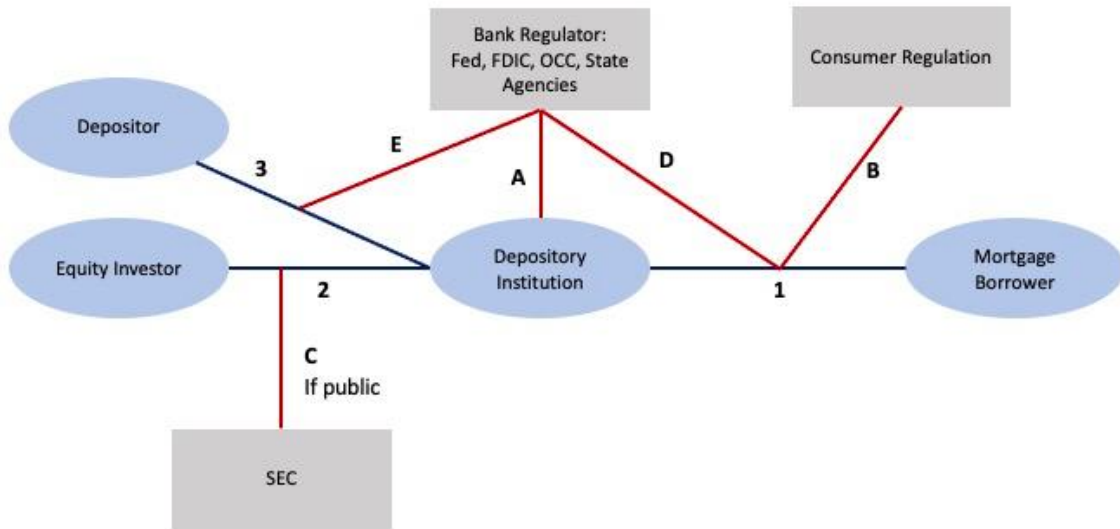 Bank Regulator:
Fed, FDIC, OCC, State
Agencies
Consumer Regulation
Depositor
E
3
A
D
B
Equity Investor
Depository
Institution
Mortgage
Borrower
2
1
C
If public
SEC